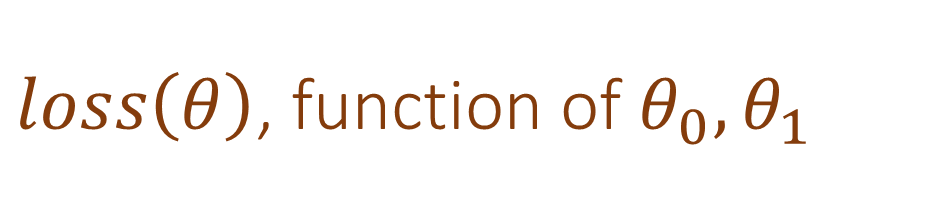 loss(θ), function of θ₀, θ₁